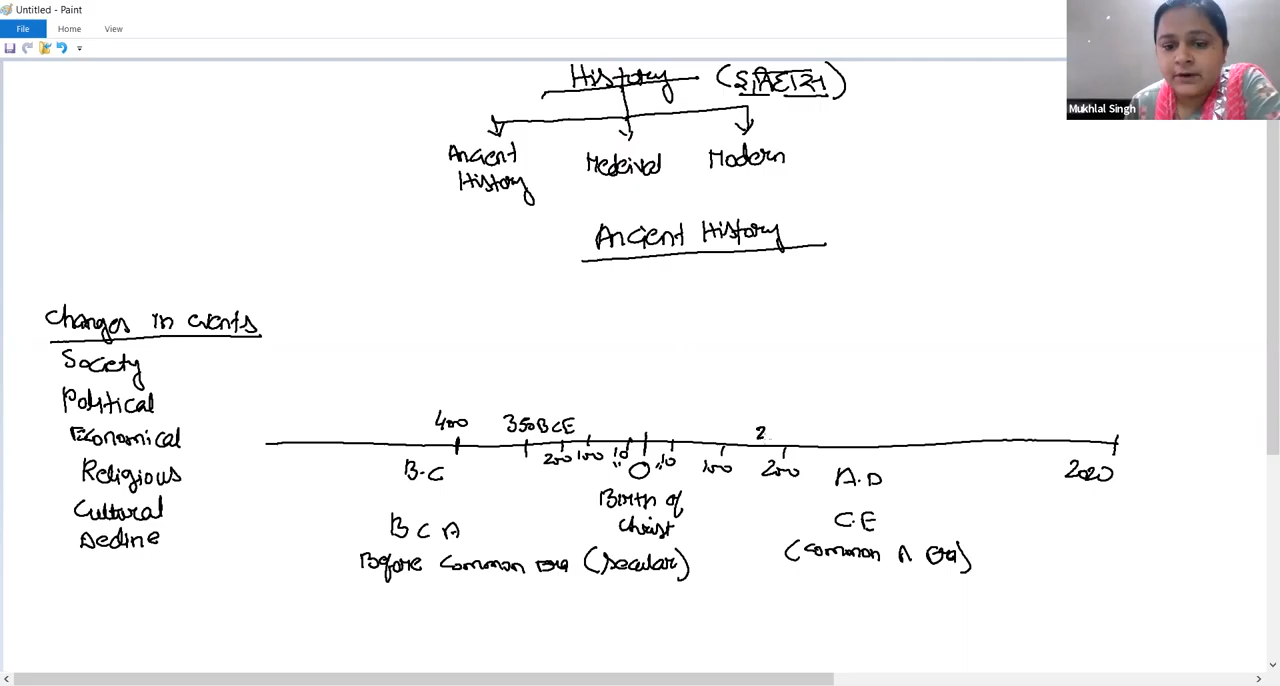 Untitled - Paint
File Home View
Mukhlal Singh
History (इतिहास)
Ancient History
Medeival
Modern
Ancient History
Changes in events
Society
Political
Economical
Religious
Cultural
Decline
400 350BCE 2
200 100 10 0 10 100 200 2020
B.C A.D
Birth of Christ
B C A C.E
Before Common era (Secular) (Common A Era)